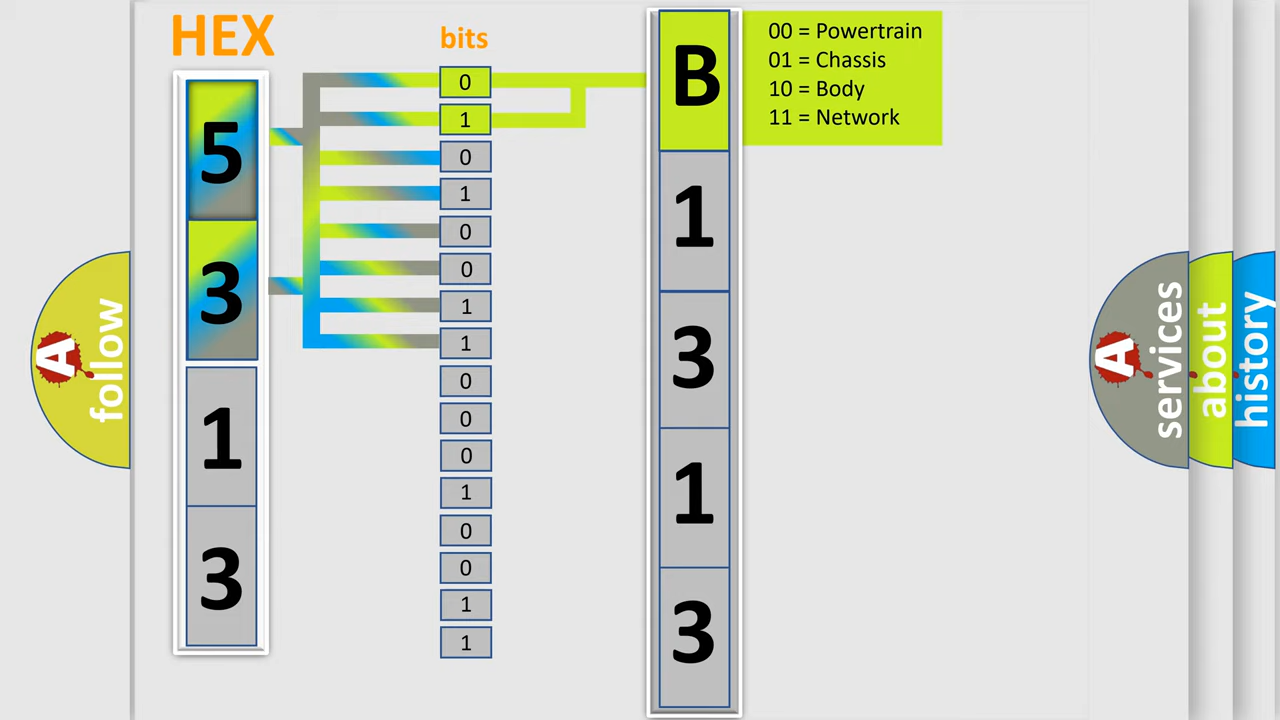 HEX
bits
5
3
1
3
0
1
0
1
0
0
1
1
0
0
0
1
0
0
1
1
B
1
3
1
3
00 = Powertrain
01 = Chassis
10 = Body
11 = Network
A
follow
A
services
about
history